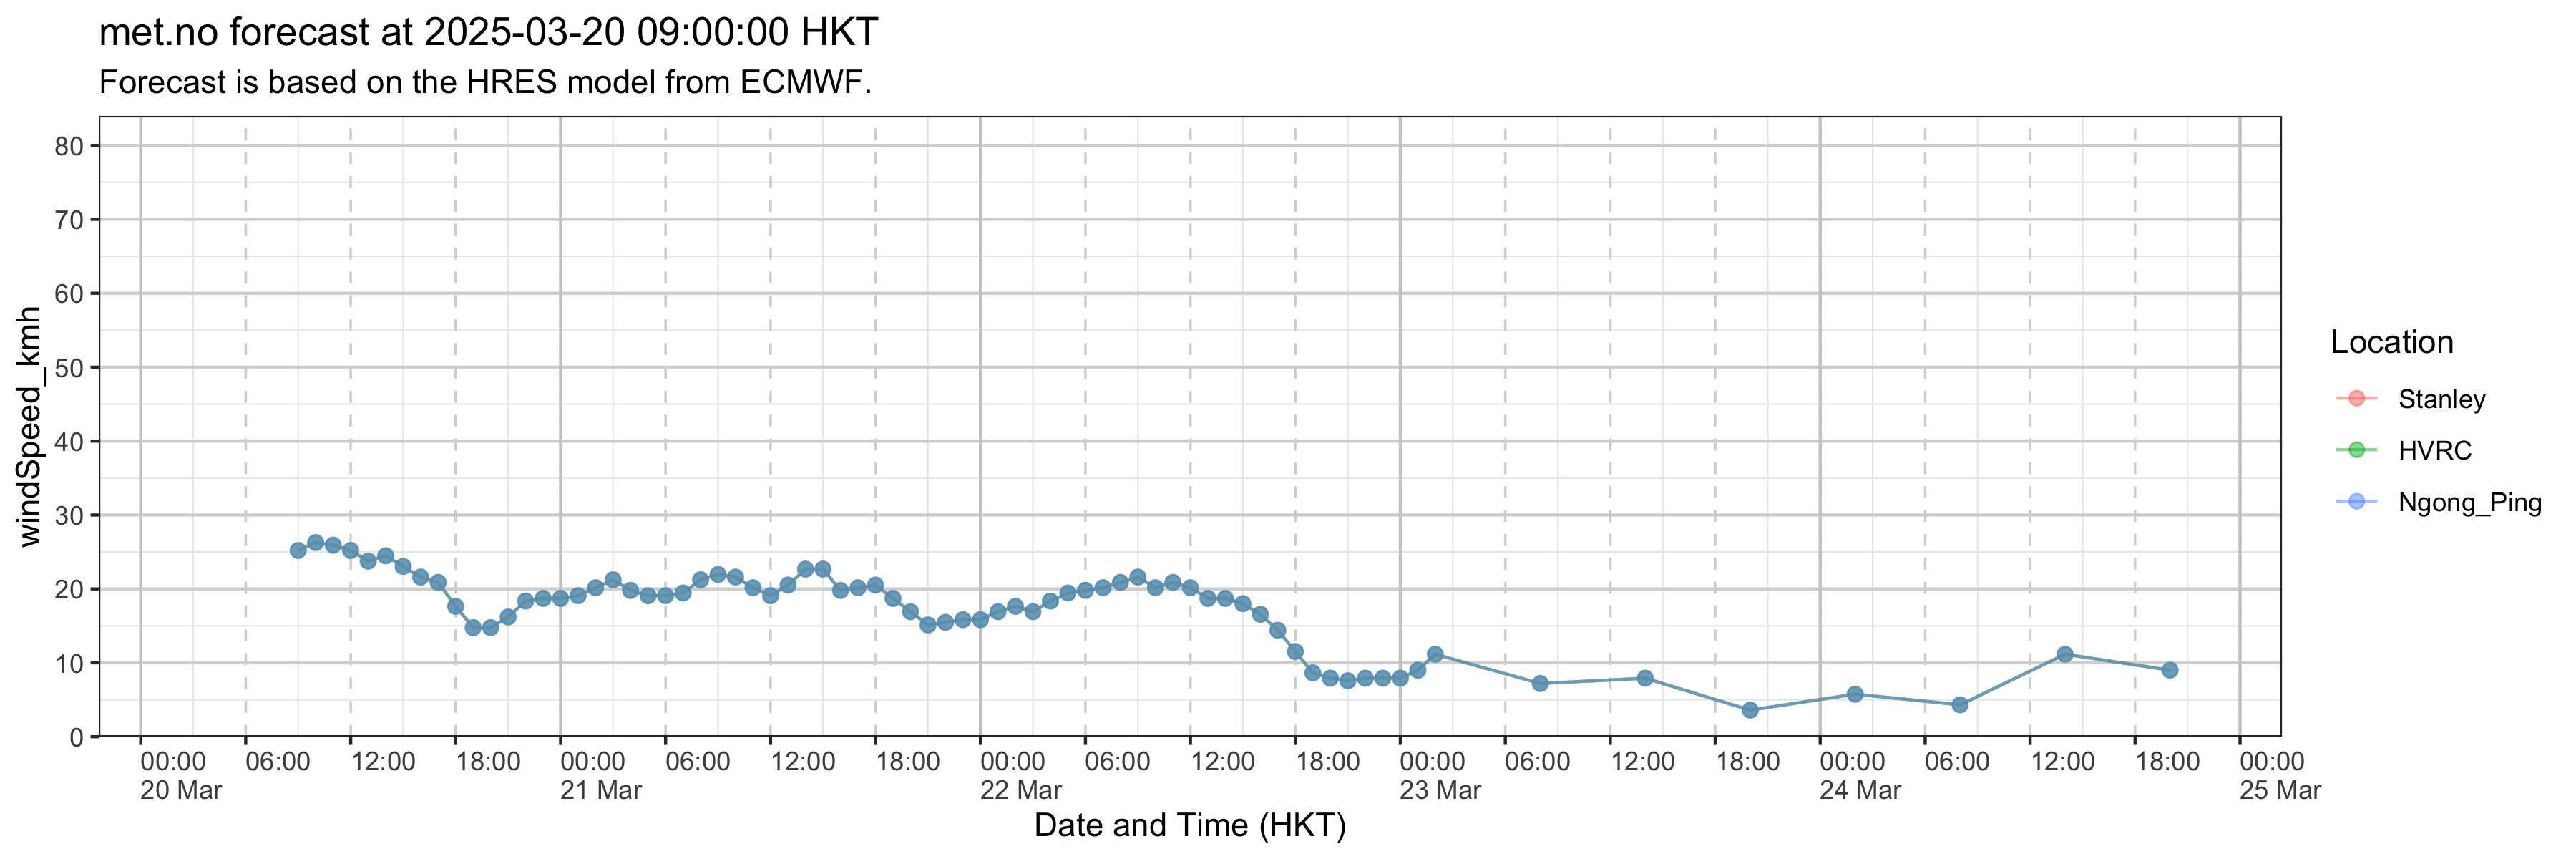 met.no forecast at 2025-03-20 09:00:00 HKT
Forecast is based on the HRES model from ECMWF.
windSpeed_kmh
80
70
60
50
40
30
20
10
0
00:00 06:00 12:00 18:00 00:00 06:00 12:00 18:00 00:00 06:00 12:00 18:00 00:00 06:00 12:00 18:00 00:00 06:00 12:00 18:00 00:00
20 Mar 21 Mar 22 Mar 23 Mar 24 Mar 25 Mar
Date and Time (HKT)
Location
Stanley
HVRC
Ngong_Ping